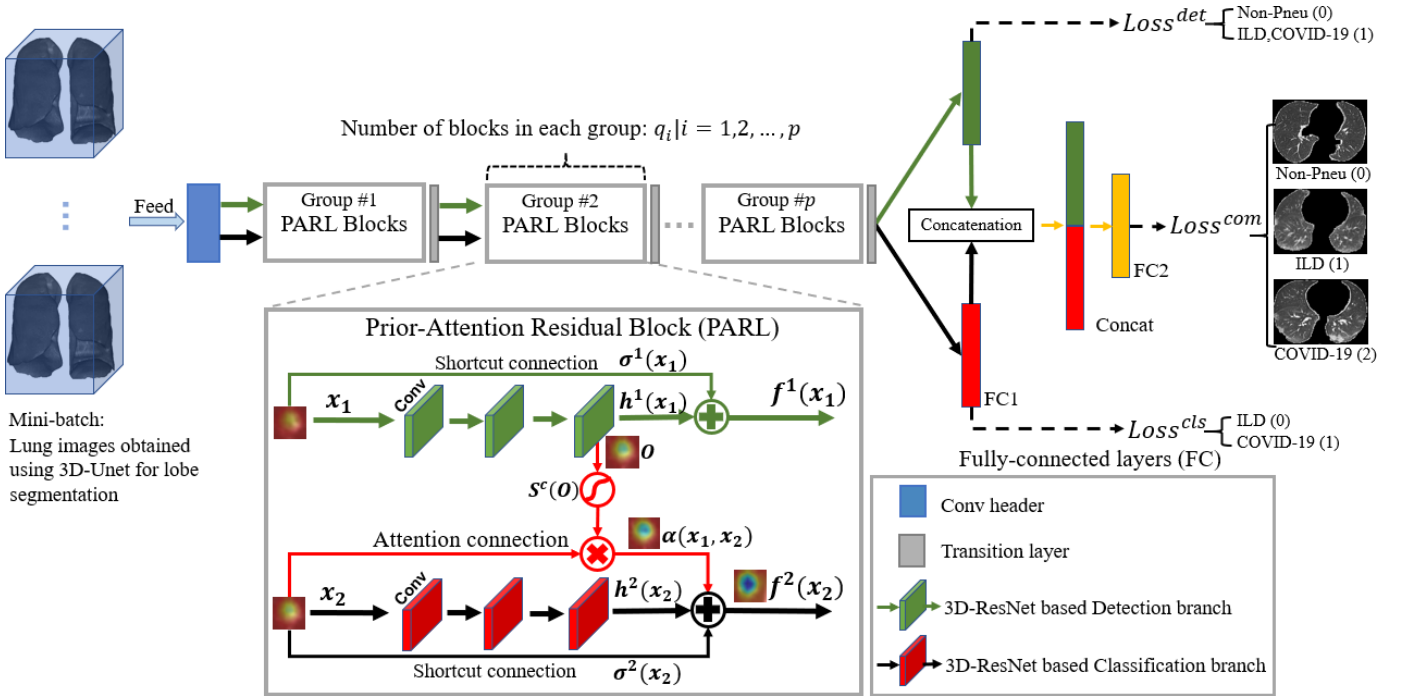 Loss^det
Non-Pneu (0)
ILD,COVID-19 (1)
Number of blocks in each group: q_i|i = 1,2, …, p
Feed
Group #1
PARL Blocks
Group #2
PARL Blocks
Group #p
PARL Blocks
Concatenation
FC2
Concat
Loss^com
Non-Pneu (0)
ILD (1)
COVID-19 (2)
FC1
Loss^cls
ILD (0)
COVID-19 (1)
Mini-batch:
Lung images obtained
using 3D-Unet for lobe
segmentation
Prior-Attention Residual Block (PARL)
Shortcut connection
σ^1(x_1)
x_1
Conv
h^1(x_1)
f^1(x_1)
O
S^c(O)
Attention connection
α(x_1, x_2)
x_2
Conv
h^2(x_2)
f^2(x_2)
Shortcut connection
σ^2(x_2)
Fully-connected layers (FC)
Conv header
Transition layer
3D-ResNet based Detection branch
3D-ResNet based Classification branch